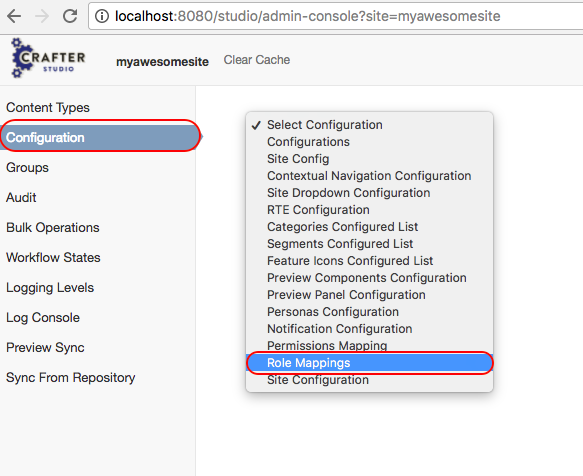 localhost:8080/studio/admin-console?site=myawesomesite
CRAFTER
STUDIO
myawesomesite
Clear Cache
Content Types
Configuration
Groups
Audit
Bulk Operations
Workflow States
Logging Levels
Log Console
Preview Sync
Sync From Repository
✓ Select Configuration
Configurations
Site Config
Contextual Navigation Configuration
Site Dropdown Configuration
RTE Configuration
Categories Configured List
Segments Configured List
Feature Icons Configured List
Preview Components Configuration
Preview Panel Configuration
Personas Configuration
Notification Configuration
Permissions Mapping
Role Mappings
Site Configuration